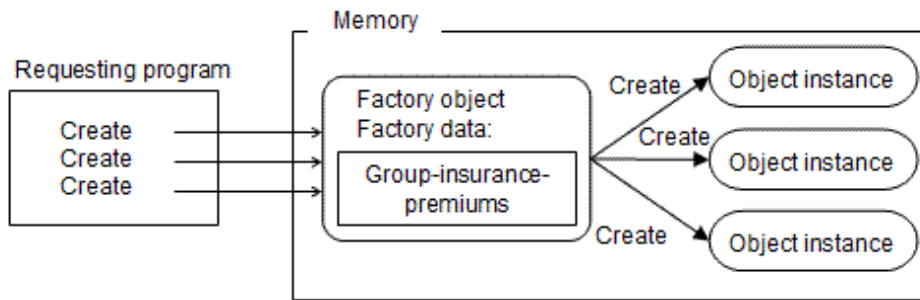 Memory
Requesting program
Create
Create
Create
Factory object
Factory data:
Group-insurance-
premiums
Create
Create
Create
Object instance
Object instance
Object instance